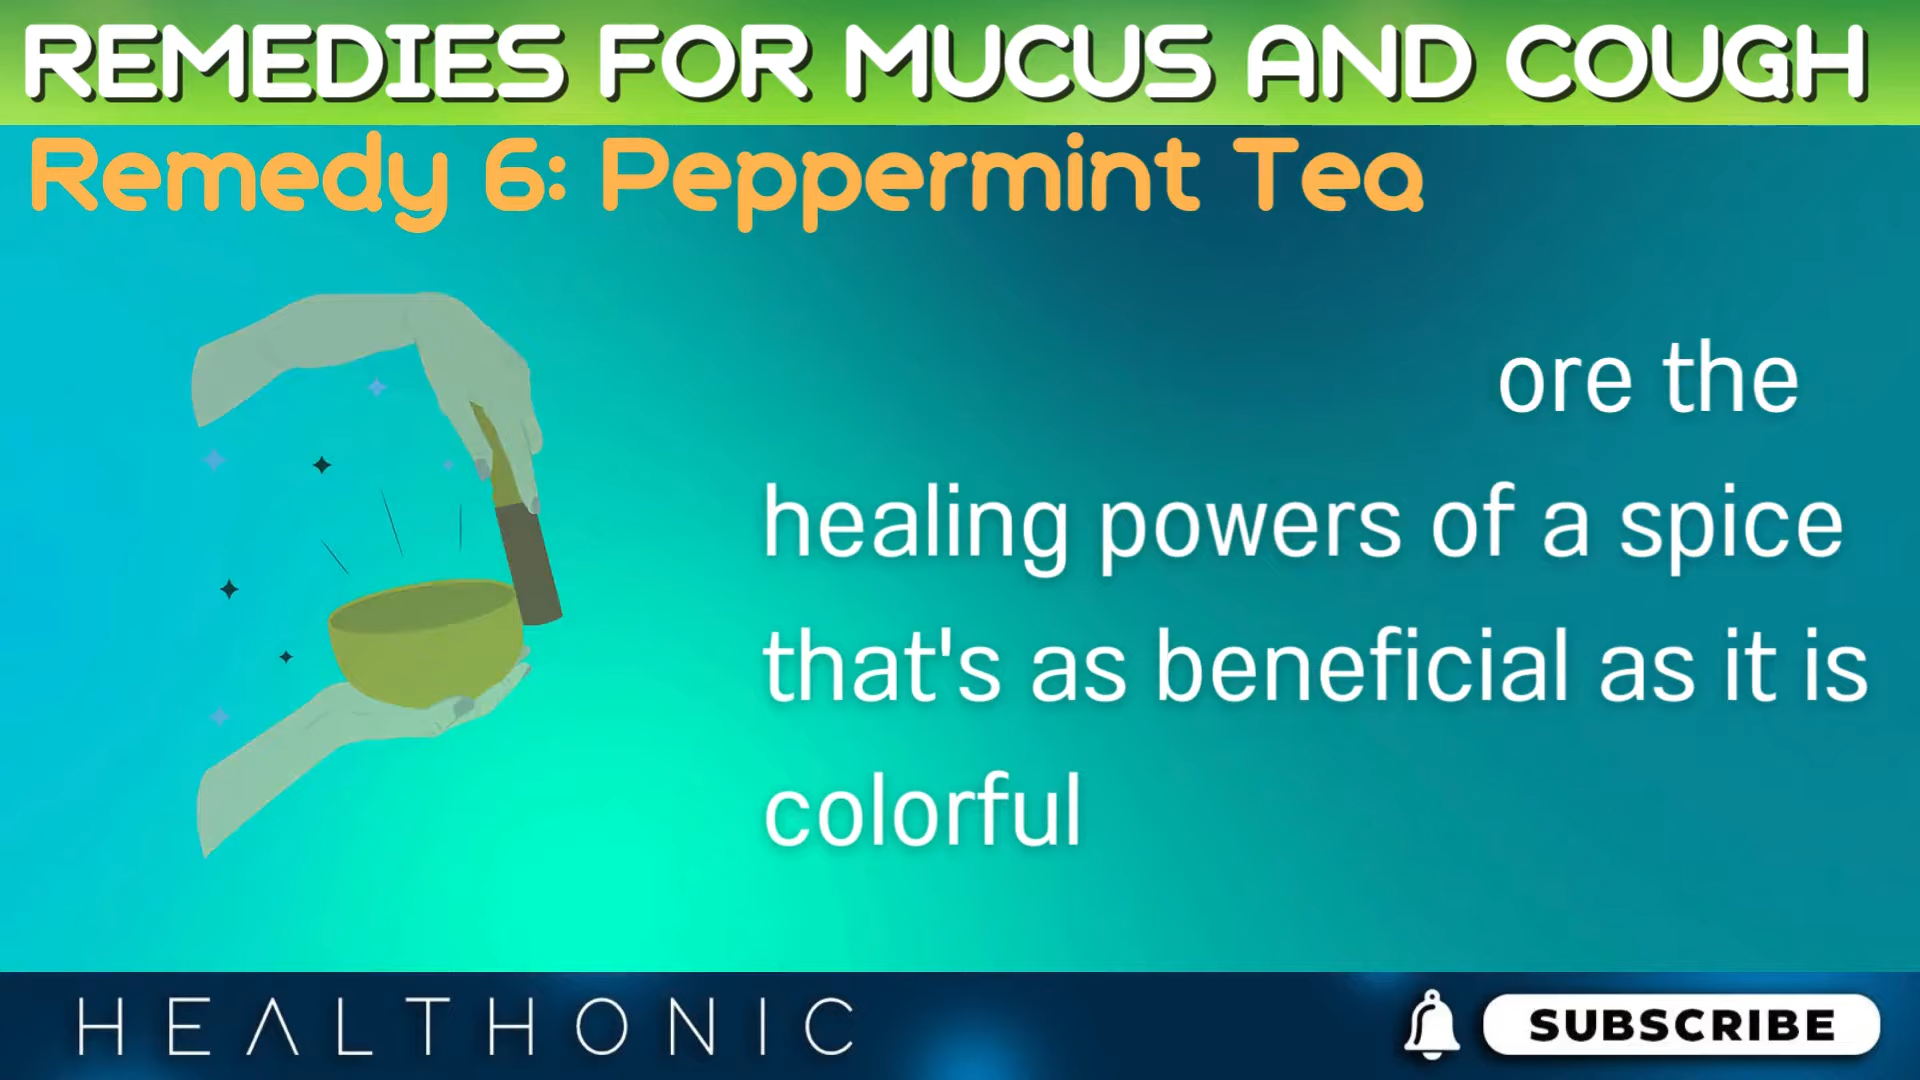 REMEDIES FOR MUCUS AND COUGH
Remedy 6: Peppermint Tea
ore the
healing powers of a spice
that's as beneficial as it is
colorful
HEALTHONIC
SUBSCRIBE